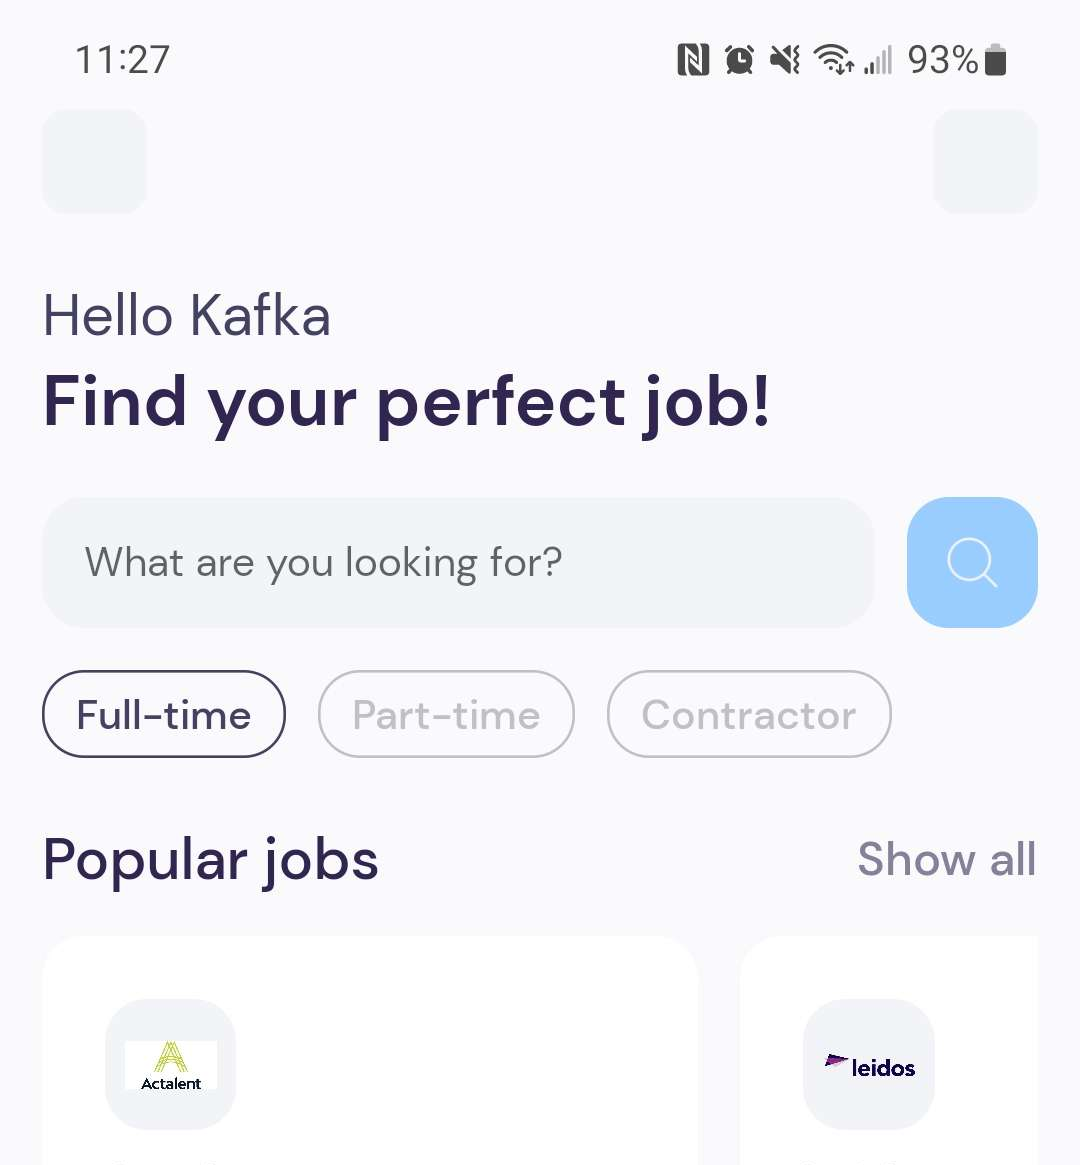 11:27 93%
Hello Kafka
Find your perfect job!
What are you looking for?
Full-time Part-time Contractor
Popular jobs Show all
Actalent leidos